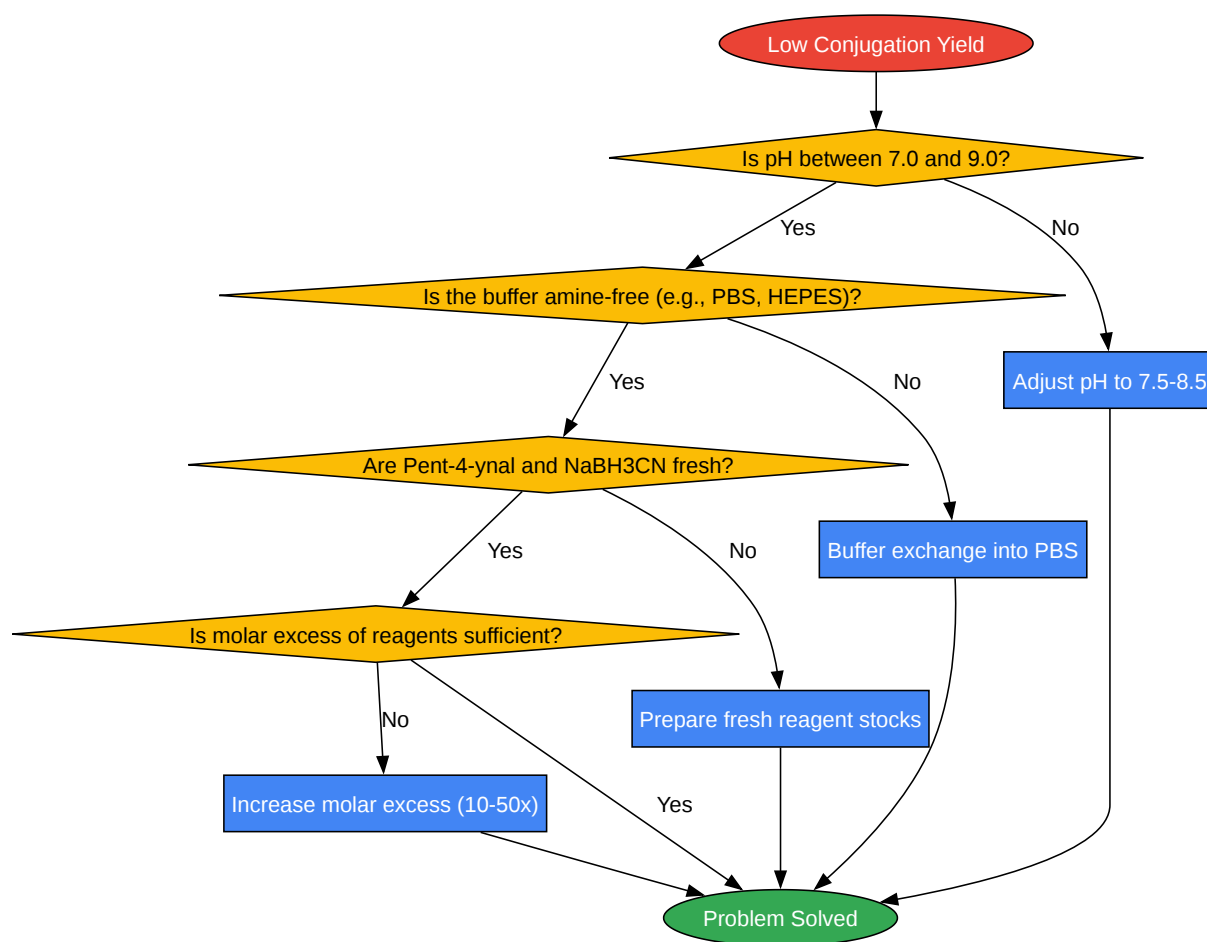 Low Conjugation Yield
Is pH between 7.0 and 9.0?
Yes
No
Is the buffer amine-free (e.g., PBS, HEPES)?
Yes
No
Adjust pH to 7.5-8.5
Are Pent-4-ynal and NaBH3CN fresh?
Yes
No
Buffer exchange into PBS
Is molar excess of reagents sufficient?
No
Yes
Prepare fresh reagent stocks
Increase molar excess (10-50x)
Problem Solved